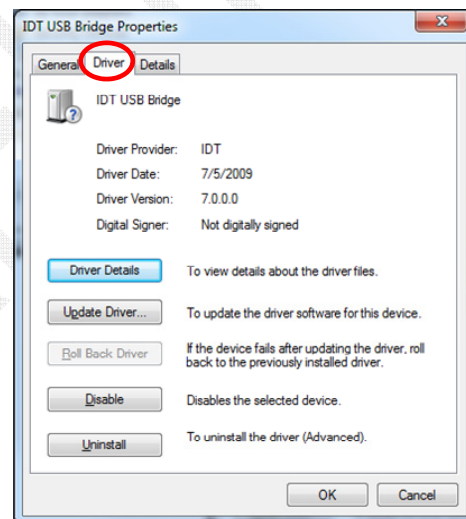 IDT USB Bridge Properties
General Driver Details
IDT USB Bridge
Driver Provider: IDT
Driver Date: 7/5/2009
Driver Version: 7.0.0.0
Digital Signer: Not digitally signed
Driver Details To view details about the driver files.
Update Driver... To update the driver software for this device.
Roll Back Driver If the device fails after updating the driver, roll
back to the previously installed driver.
Disable Disables the selected device.
Uninstall To uninstall the driver (Advanced).
OK Cancel